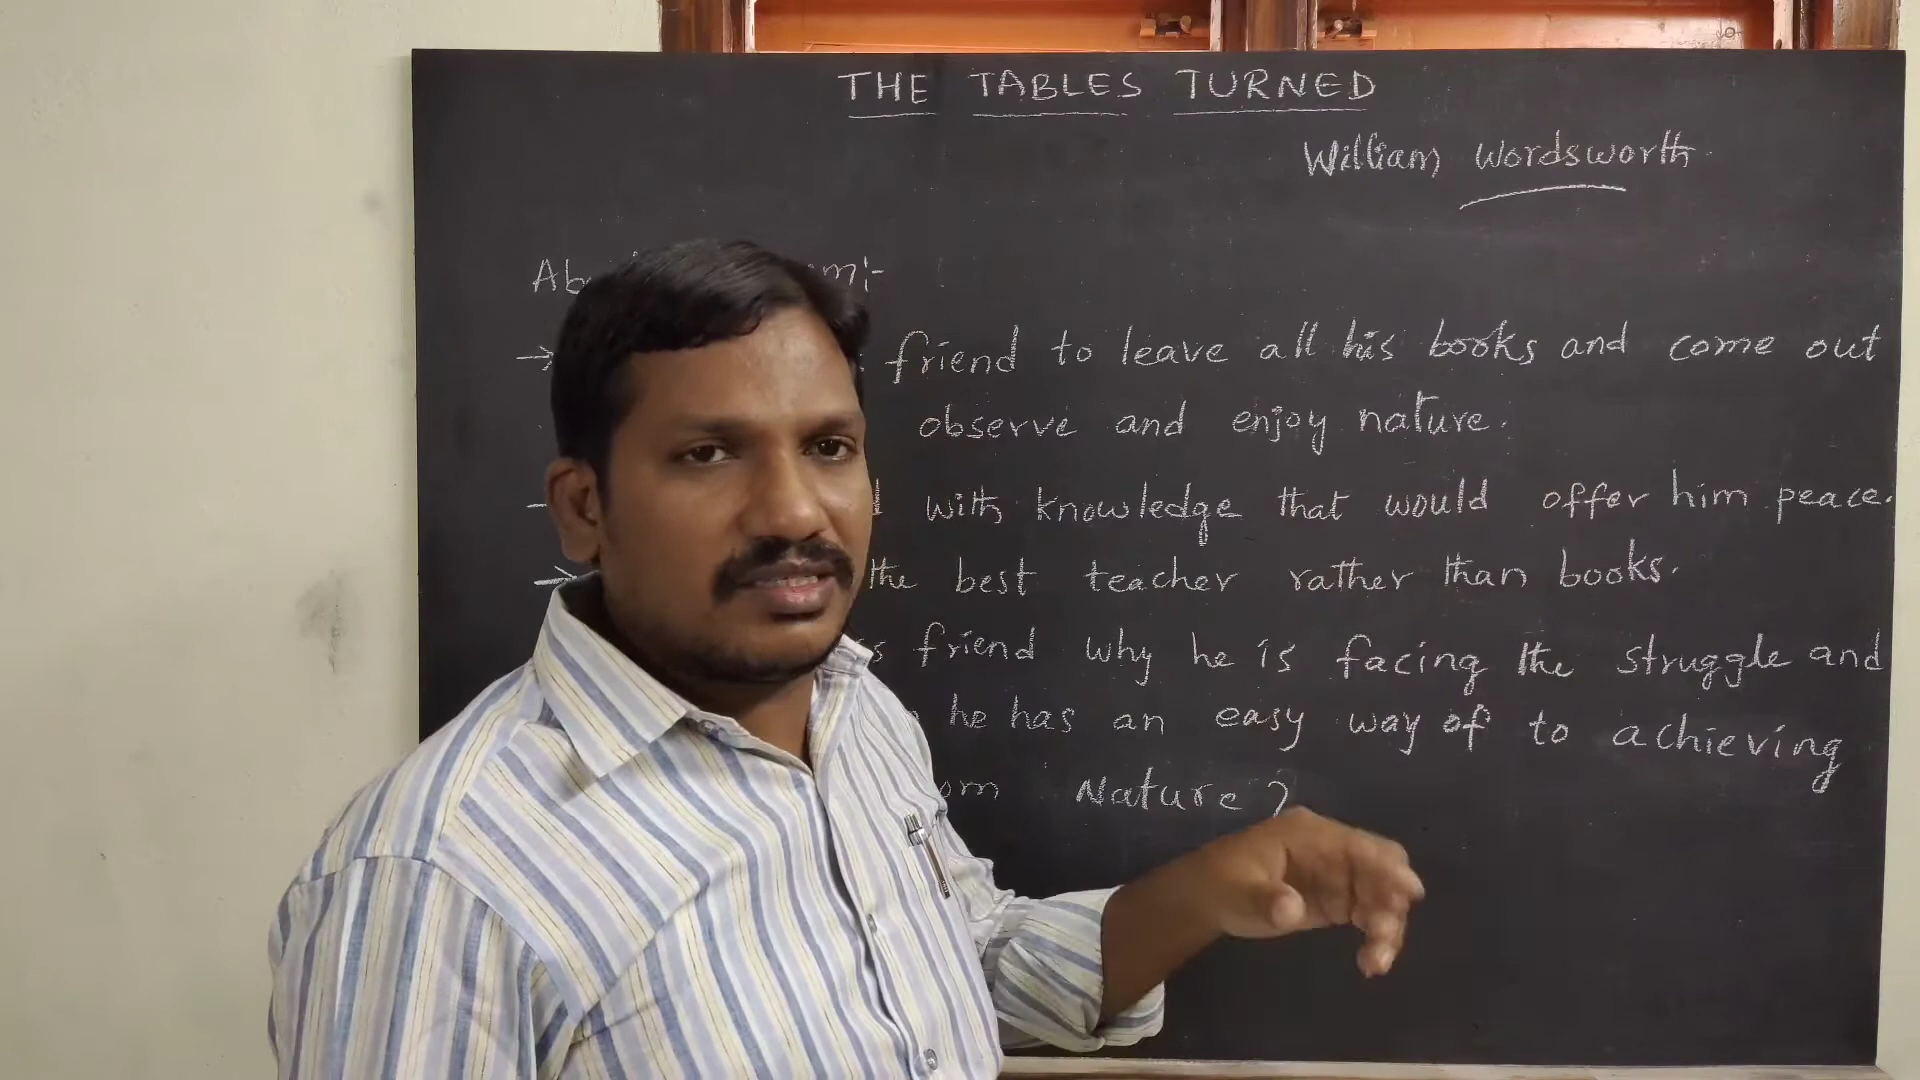 THE TABLES TURNED
William Wordsworth
→ friend to leave all his books and come out
observe and enjoy nature.
with knowledge that would offer him peace.
→ the best teacher rather than books.
friend why he is facing the struggle and
he has an easy way of to achieving
Nature?